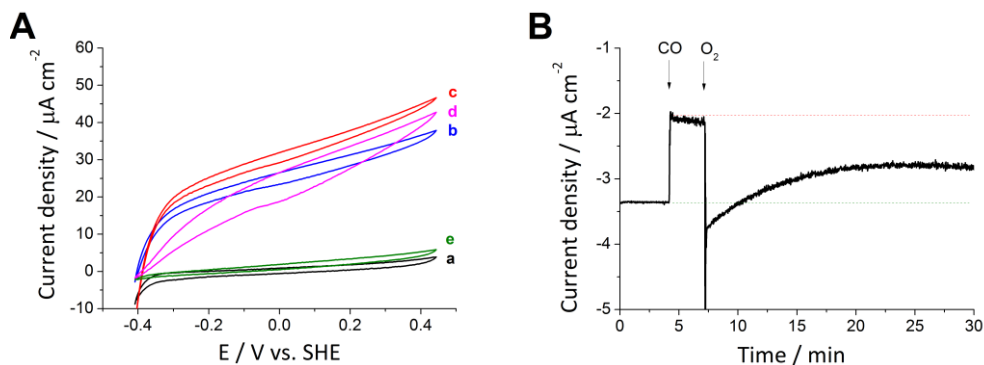 A
60
50
40
30
20
10
0
-10
Current density / µA cm⁻²
c
d
b
e
a
-0.4 -0.2 0.0 0.2 0.4
E / V vs. SHE
B
-1
-2
-3
-4
-5
Current density / µA cm⁻²
CO O₂
0 5 10 15 20 25 30
Time / min